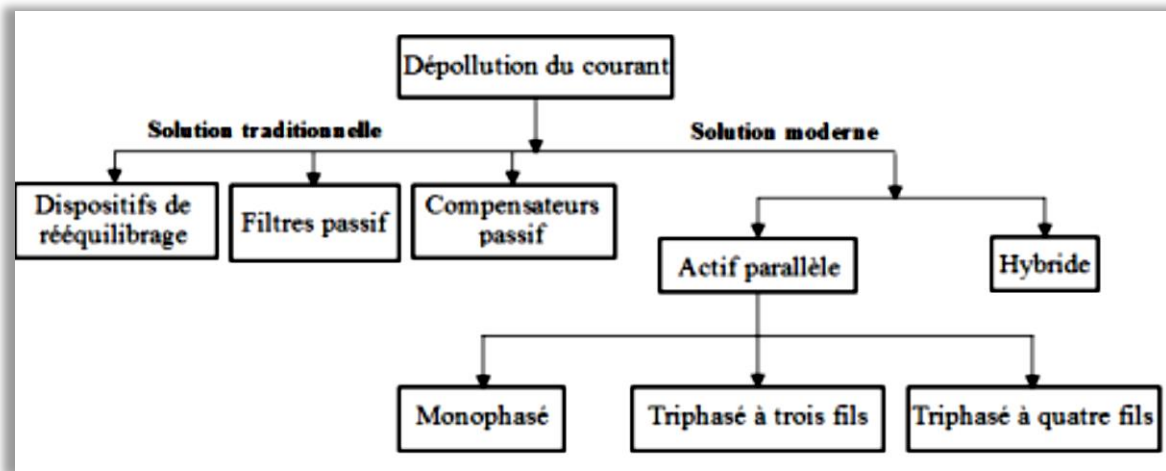 Dépollution du courant
Solution traditionnelle
Solution moderne
Dispositifs de
rééquilibrage
Filtres passif
Compensateurs
passif
Actif parallèle
Hybride
Monophasé
Triphasé à trois fils
Triphasé à quatre fils